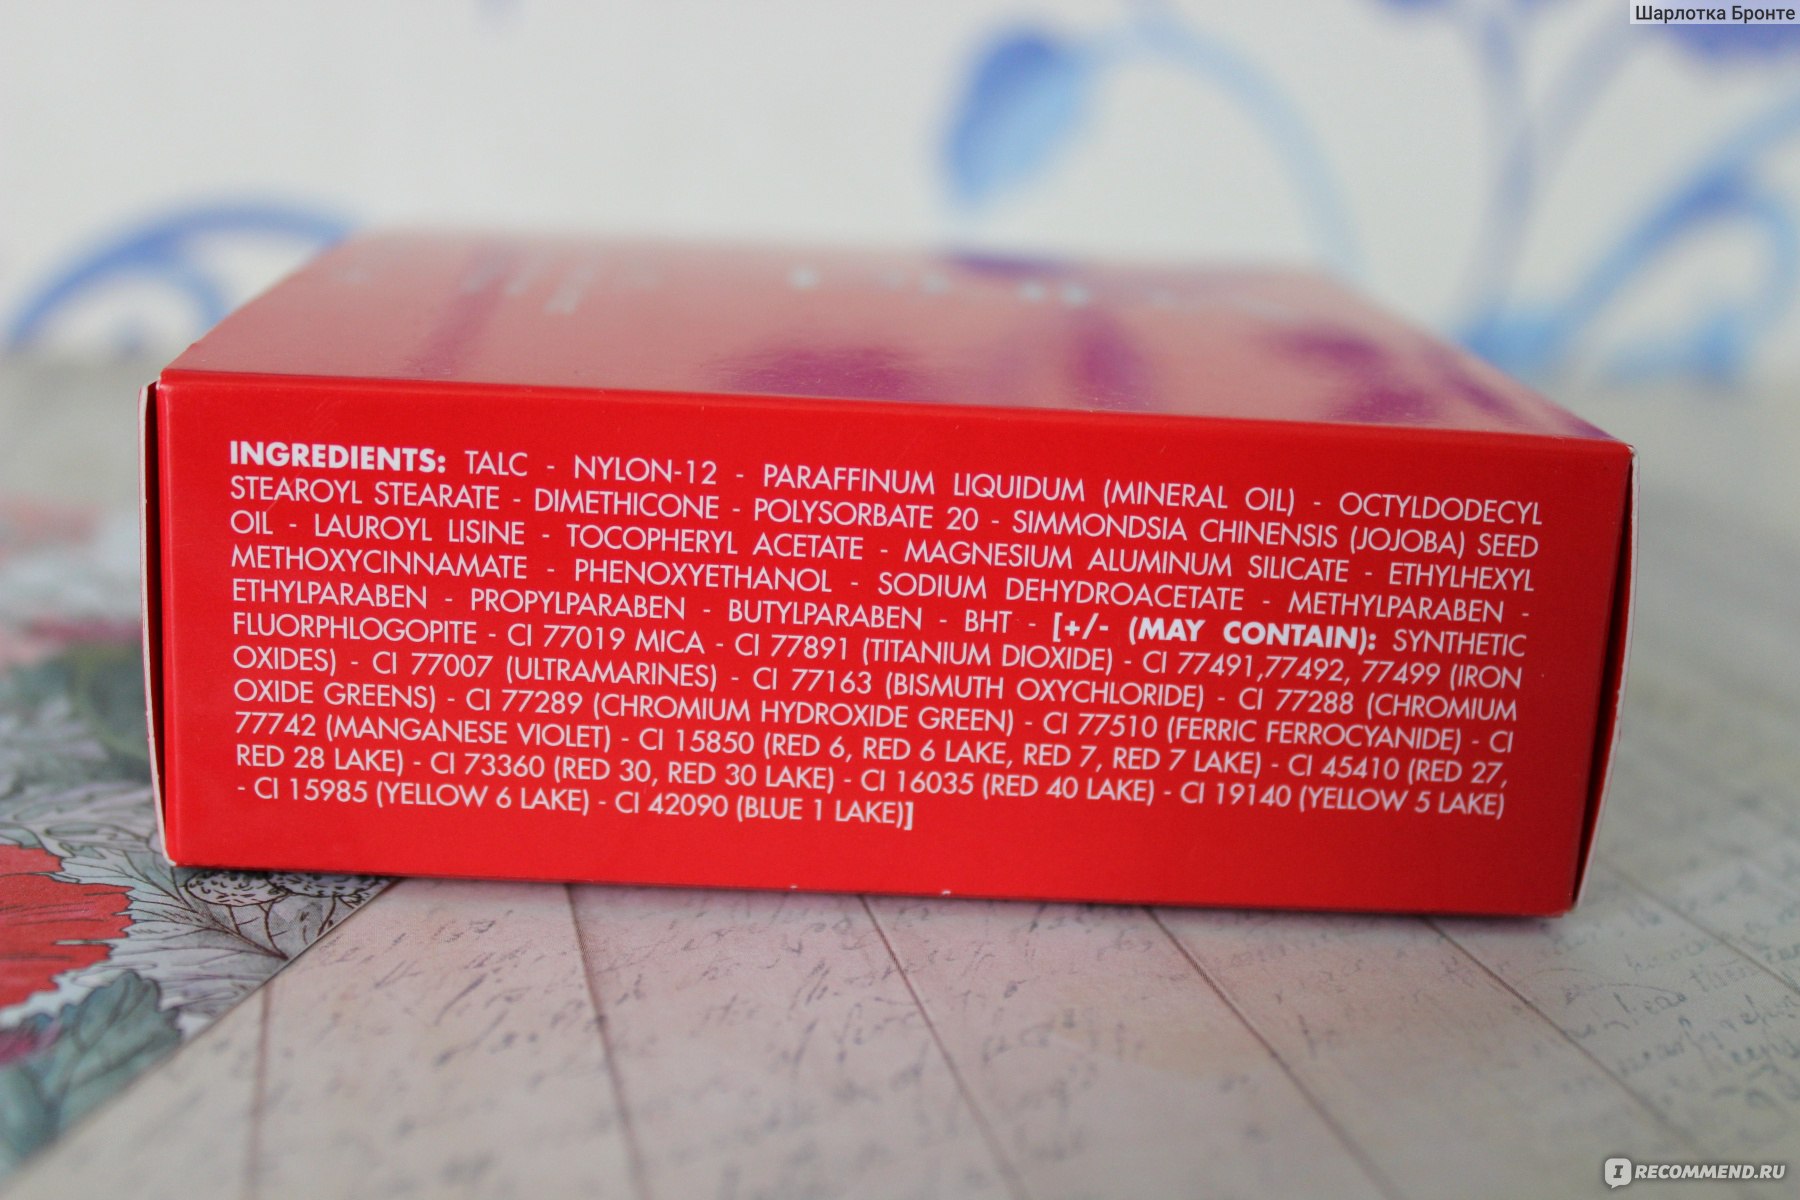 Шарлотка Бронте
INGREDIENTS: TALC - NYLON-12 - PARAFFINUM LIQUIDUM (MINERAL OIL) - OCTYLDODECYL
STEAROYL STEARATE - DIMETHICONE - POLYSORBATE 20 - SIMMONDSIA CHINENSIS (JOJOBA) SEED
OIL - LAUROYL LISINE - TOCOPHERYL ACETATE - MAGNESIUM ALUMINUM SILICATE - ETHYLHEXYL
METHOXYCINNAMATE - PHENOXYETHANOL - SODIUM DEHYDROACETATE - METHYLPARABEN -
ETHYLPARABEN - PROPYLPARABEN - BUTYLPARABEN - BHT - [+/- (MAY CONTAIN): SYNTHETIC
FLUORPHLOGOPITE - CI 77019 MICA - CI 77891 (TITANIUM DIOXIDE) - CI 77491,77492, 77499 (IRON
OXIDES) - CI 77007 (ULTRAMARINES) - CI 77163 (BISMUTH OXYCHLORIDE) - CI 77288 (CHROMIUM
OXIDE GREENS) - CI 77289 (CHROMIUM HYDROXIDE GREEN) - CI 77510 (FERRIC FERROCYANIDE) - CI
77742 (MANGANESE VIOLET) - CI 15850 (RED 6, RED 6 LAKE, RED 7, RED 7 LAKE) - CI 45410 (RED 27,
RED 28 LAKE) - CI 73360 (RED 30, RED 30 LAKE) - CI 16035 (RED 40 LAKE) - CI 19140 (YELLOW 5 LAKE)
- CI 15985 (YELLOW 6 LAKE) - CI 42090 (BLUE 1 LAKE)]
IRECOMMEND.RU